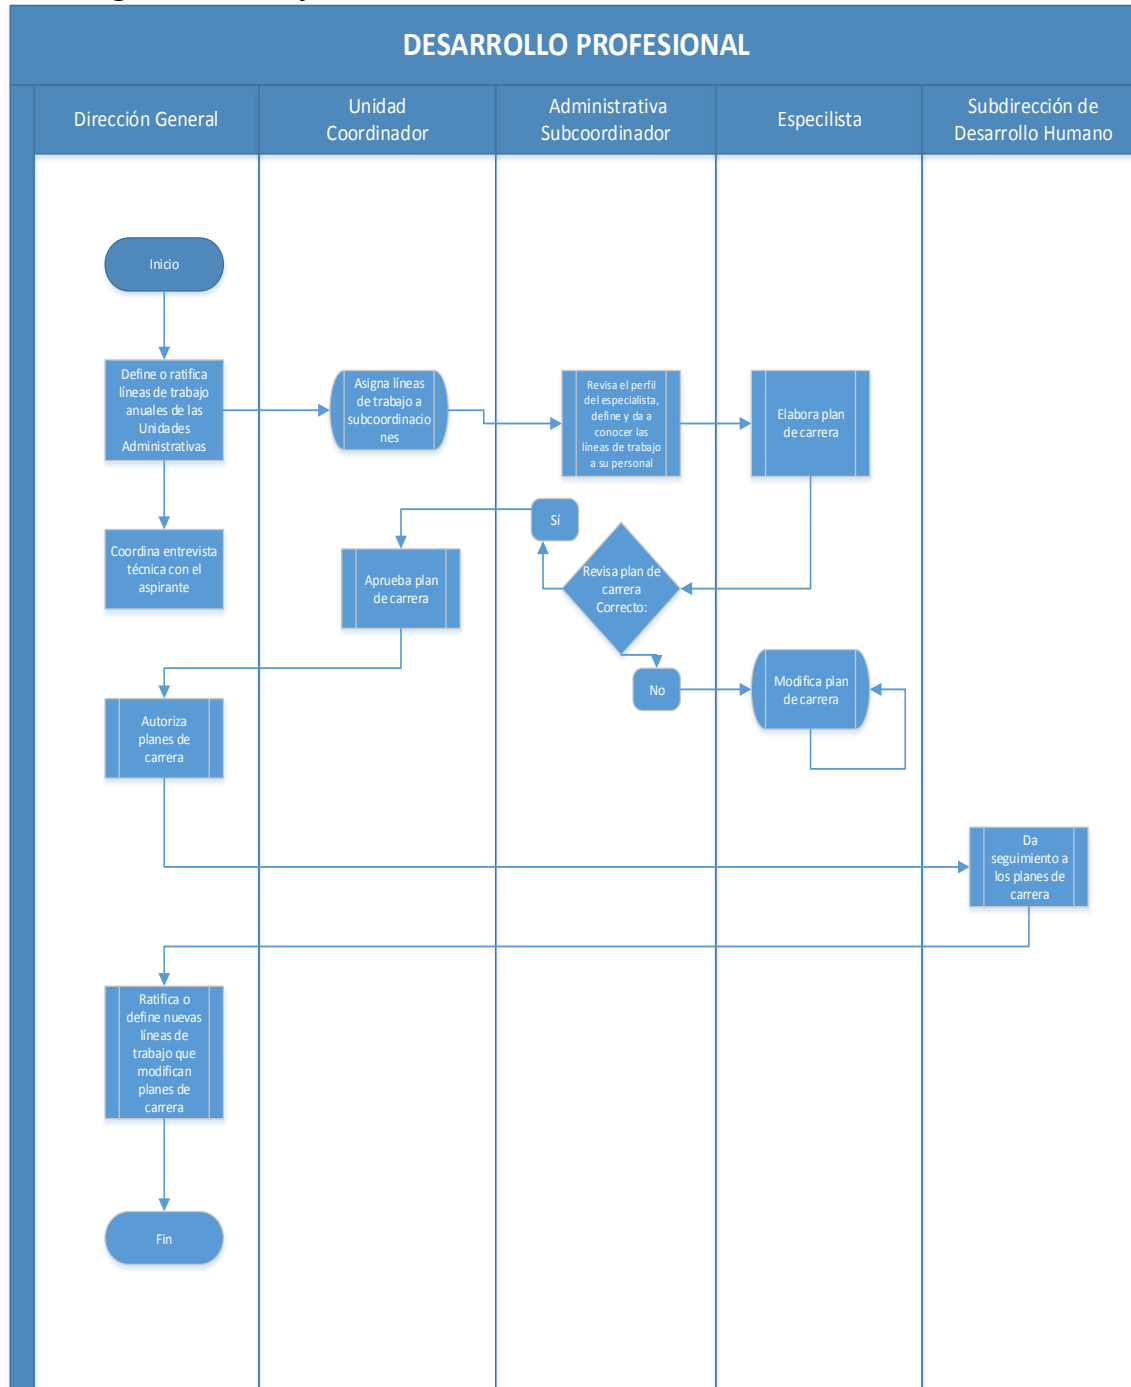 DESARROLLO PROFESIONAL
Dirección General
Unidad
Coordinador
Administrativa
Subcoordinador
Especilista
Subdirección de
Desarrollo Humano
Inicio
Define o ratifica
líneas de trabajo
anuales de las
Unidades
Administrativas
Asigna líneas
de trabajo a
subcoordinacio
nes
Revisa el perfil
del especialista,
define y da a
conocer las
líneas de trabajo
a su personal
Elabora plan
de carrera
Sí
Coordina entrevista
técnica con el
aspirante
Aprueba plan
de carrera
Revisa plan de
carrera
Correcto:
No
Modifica plan
de carrera
Autoriza
planes de
carrera
Da
seguimiento a
los planes de
carrera
Ratifica o
define nuevas
líneas de
trabajo que
modifican
planes de
carrera
Fin